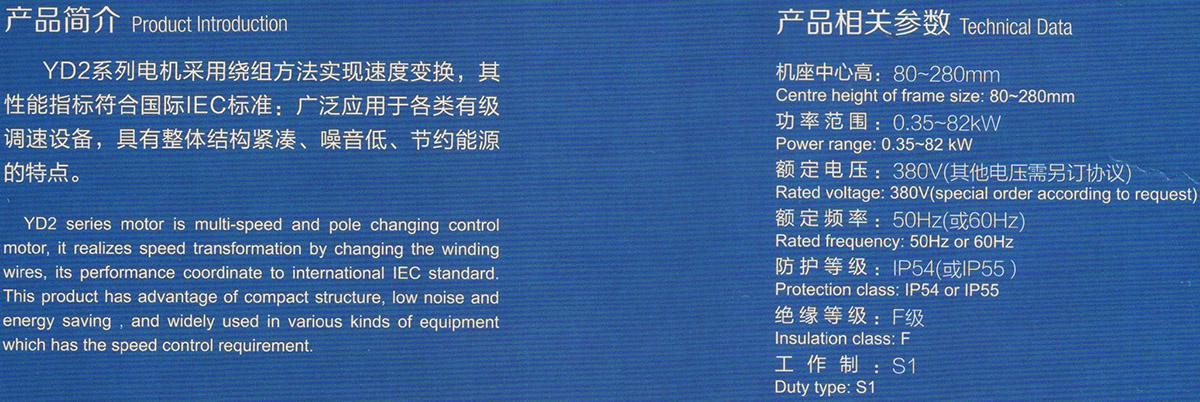 产品简介 Product Introduction
YD2系列电机采用绕组方法实现速度变换，其
性能指标符合国际IEC标准：广泛应用于各类有级
调速设备，具有整体结构紧凑、噪音低、节约能源
的特点。
YD2 series motor is multi-speed and pole changing control
motor, it realizes speed transformation by changing the winding
wires, its performance coordinate to international IEC standard.
This product has advantage of compact structure, low noise and
energy saving , and widely used in various kinds of equipment
which has the speed control requirement.
产品相关参数 Technical Data
机座中心高：80~280mm
Centre height of frame size: 80~280mm
功率范围：0.35~82kW
Power range: 0.35~82 kW
额定电压：380V(其他电压需另订协议)
Rated voltage: 380V(special order according to request)
额定频率：50Hz(或60Hz)
Rated frequency: 50Hz or 60Hz
防护等级：IP54(或IP55 )
Protection class: IP54 or IP55
绝缘等级：F级
Insulation class: F
工作制：S1
Duty type: S1